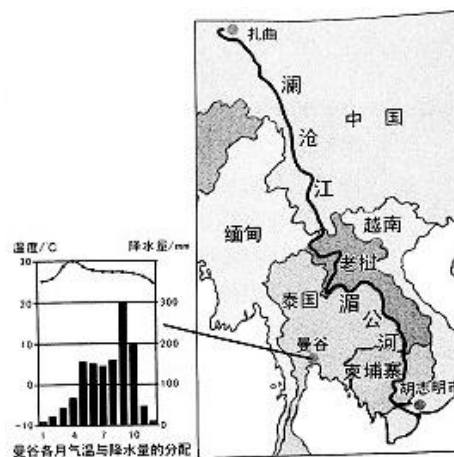 扎曲
澜
沧
江
中国
缅甸
越南
老挝
泰国
湄
公
河
曼谷
柬埔寨
胡志明市
温度/℃ 降水量/mm
30
20 300
10 200
0 100
-10 0
1 4 7 10
曼谷各月气温与降水量的分配